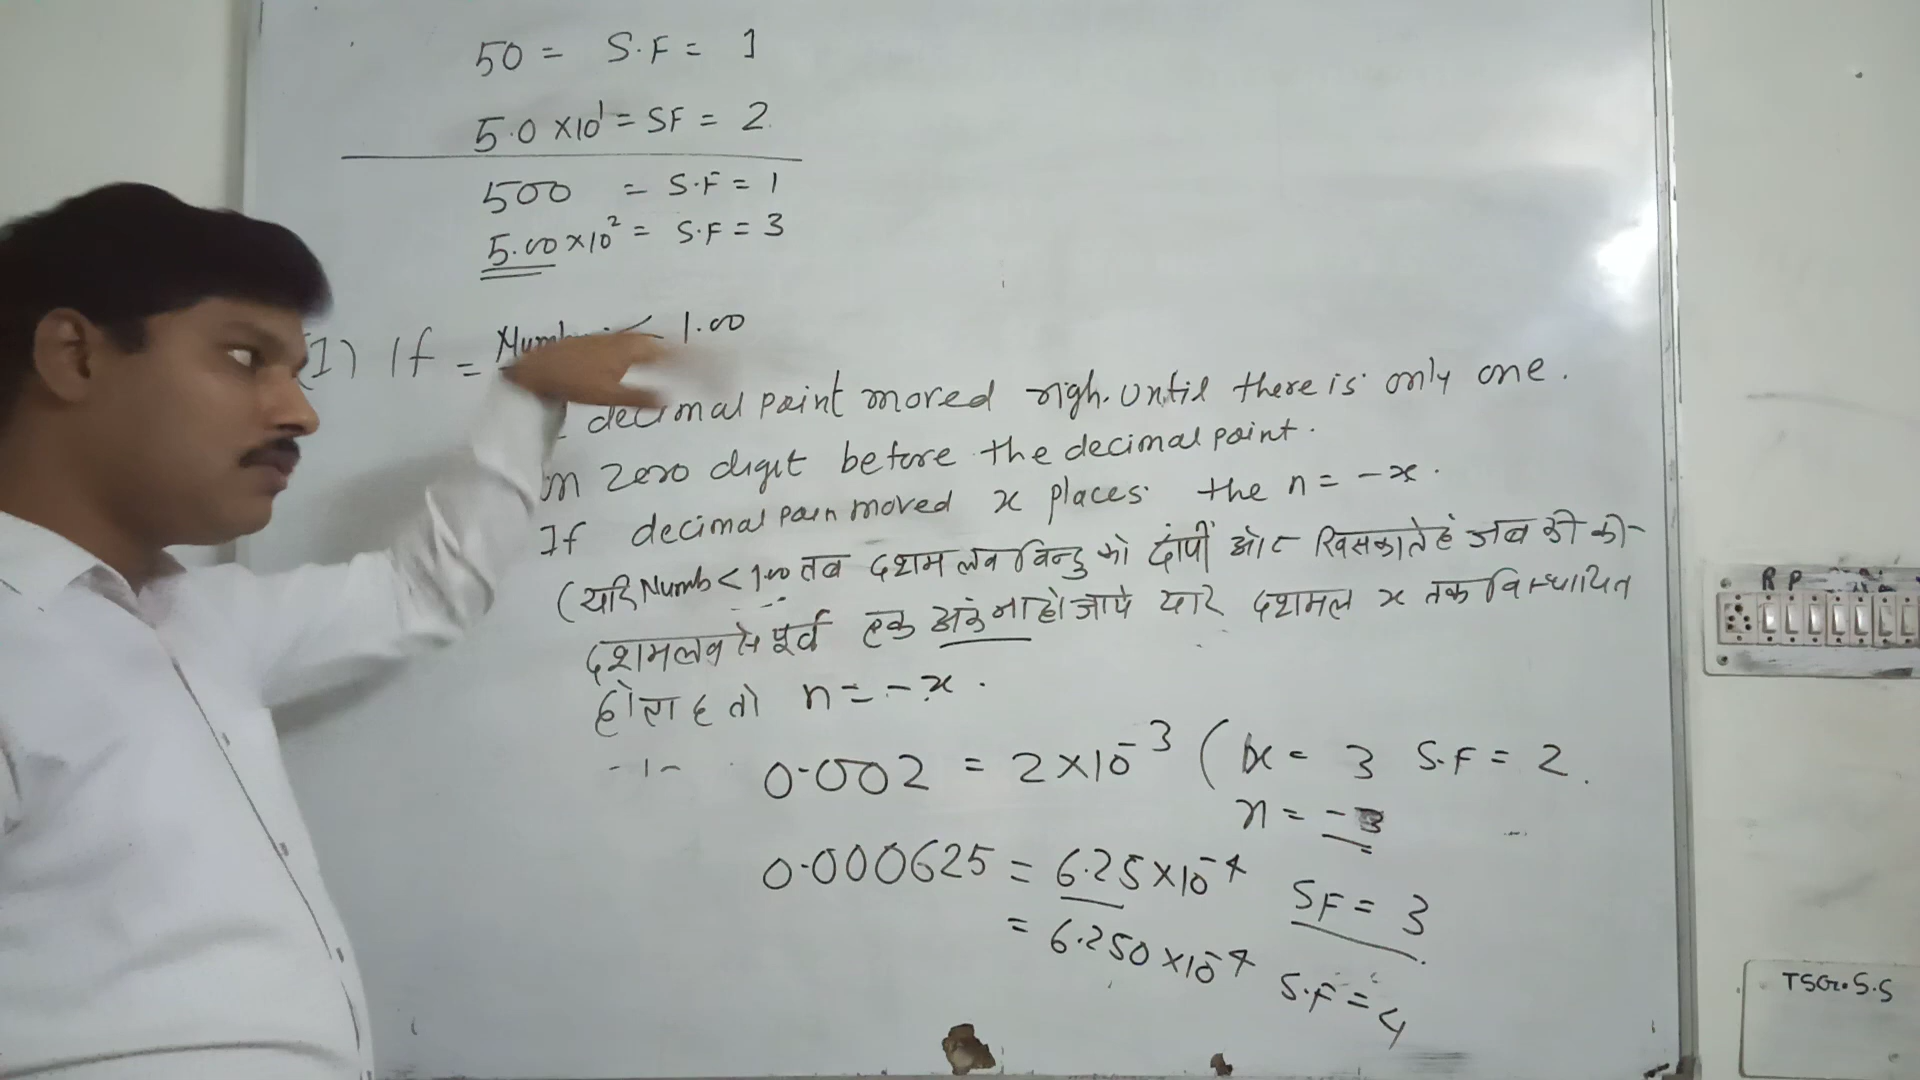 50 = S.F = 1
5.0 × 10¹ = SF = 2
500 = S.F = 1
5.00 × 10² = S.F = 3
(I) If = < 1.00
decimal point moved righ. until there is only one.
n zero digit before the decimal point.
If decimal poin moved x places. the n = -x.
(यदि Numb < 1.00 तब दशमलव बिन्दु को दांयी ओर खिसकाते हैं जब की की-
दशमलव से पूर्व एक अंक ना हो जाये यदि दशमल x तक विस्थापित
होता है तो n = -x.
0.002 = 2×10⁻³ (x = 3 S.F = 2.
n = -3
0.000625 = 6.25×10⁻⁴ SF = 3
= 6.250×10⁻⁴ S.F = 4
R P
TSGr.S.S